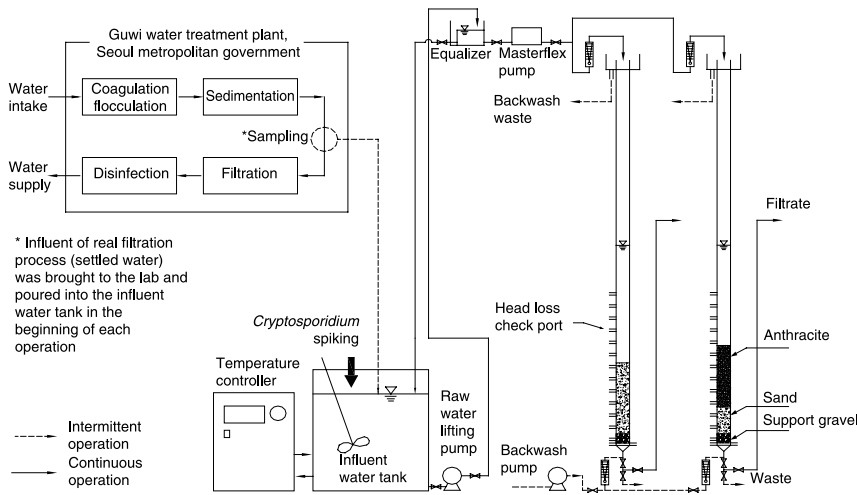 Guwi water treatment plant,
Seoul metropolitan government
Water
intake
Coagulation
flocculation
Sedimentation
*Sampling
Water
supply
Disinfection
Filtration
* Influent of real filtration
process (settled water)
was brought to the lab and
poured into the influent
water tank in the
beginning of each
operation
Cryptosporidium
spiking
Temperature
controller
Influent
water tank
Raw
water
lifting
pump
Intermittent
operation
Continuous
operation
Equalizer
Masterflex
pump
Backwash
waste
Filtrate
Head loss
check port
Anthracite
Sand
Support gravel
Backwash
pump
Waste